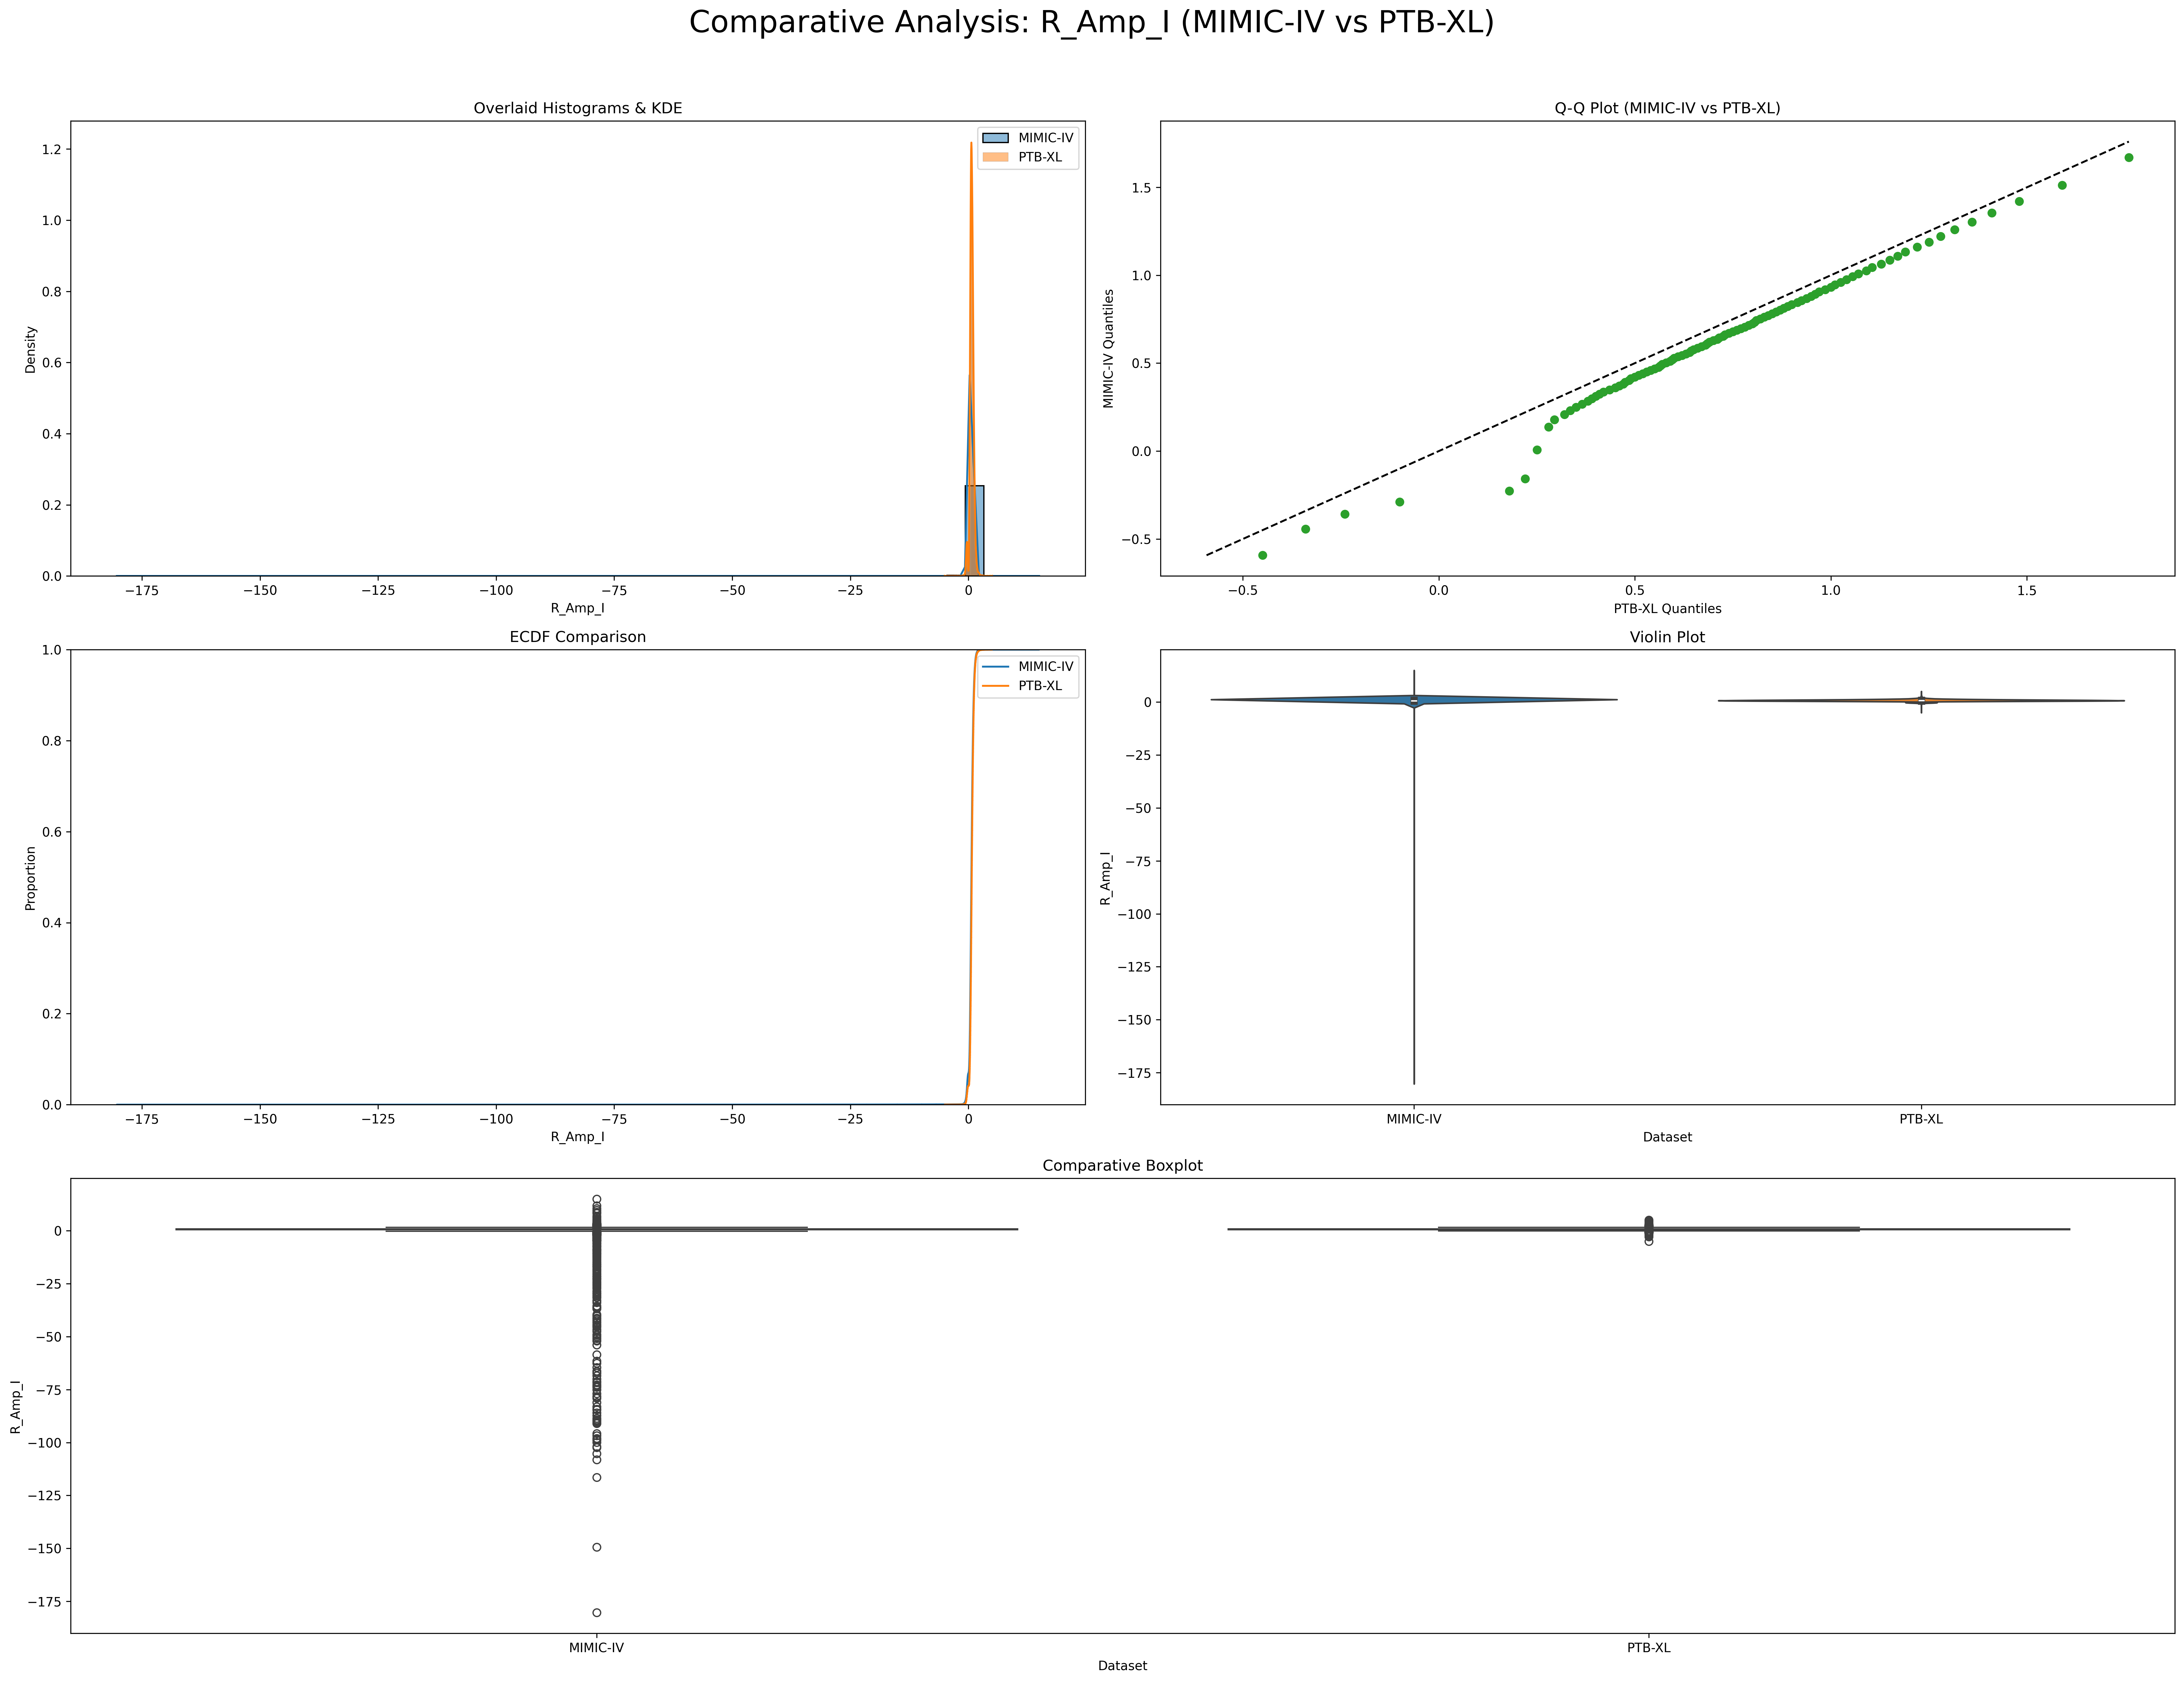 Comparative Analysis: R_Amp_I (MIMIC-IV vs PTB-XL)
Overlaid Histograms & KDE
Density
1.2
1.0
0.8
0.6
0.4
0.2
0.0
−175 −150 −125 −100 −75 −50 −25 0
R_Amp_I
MIMIC-IV
PTB-XL
Q-Q Plot (MIMIC-IV vs PTB-XL)
MIMIC-IV Quantiles
1.5
1.0
0.5
0.0
−0.5
−0.5 0.0 0.5 1.0 1.5
PTB-XL Quantiles
ECDF Comparison
Proportion
1.0
0.8
0.6
0.4
0.2
0.0
−175 −150 −125 −100 −75 −50 −25 0
R_Amp_I
MIMIC-IV
PTB-XL
Violin Plot
R_Amp_I
0
−25
−50
−75
−100
−125
−150
−175
MIMIC-IV PTB-XL
Dataset
Comparative Boxplot
R_Amp_I
0
−25
−50
−75
−100
−125
−150
−175
MIMIC-IV PTB-XL
Dataset